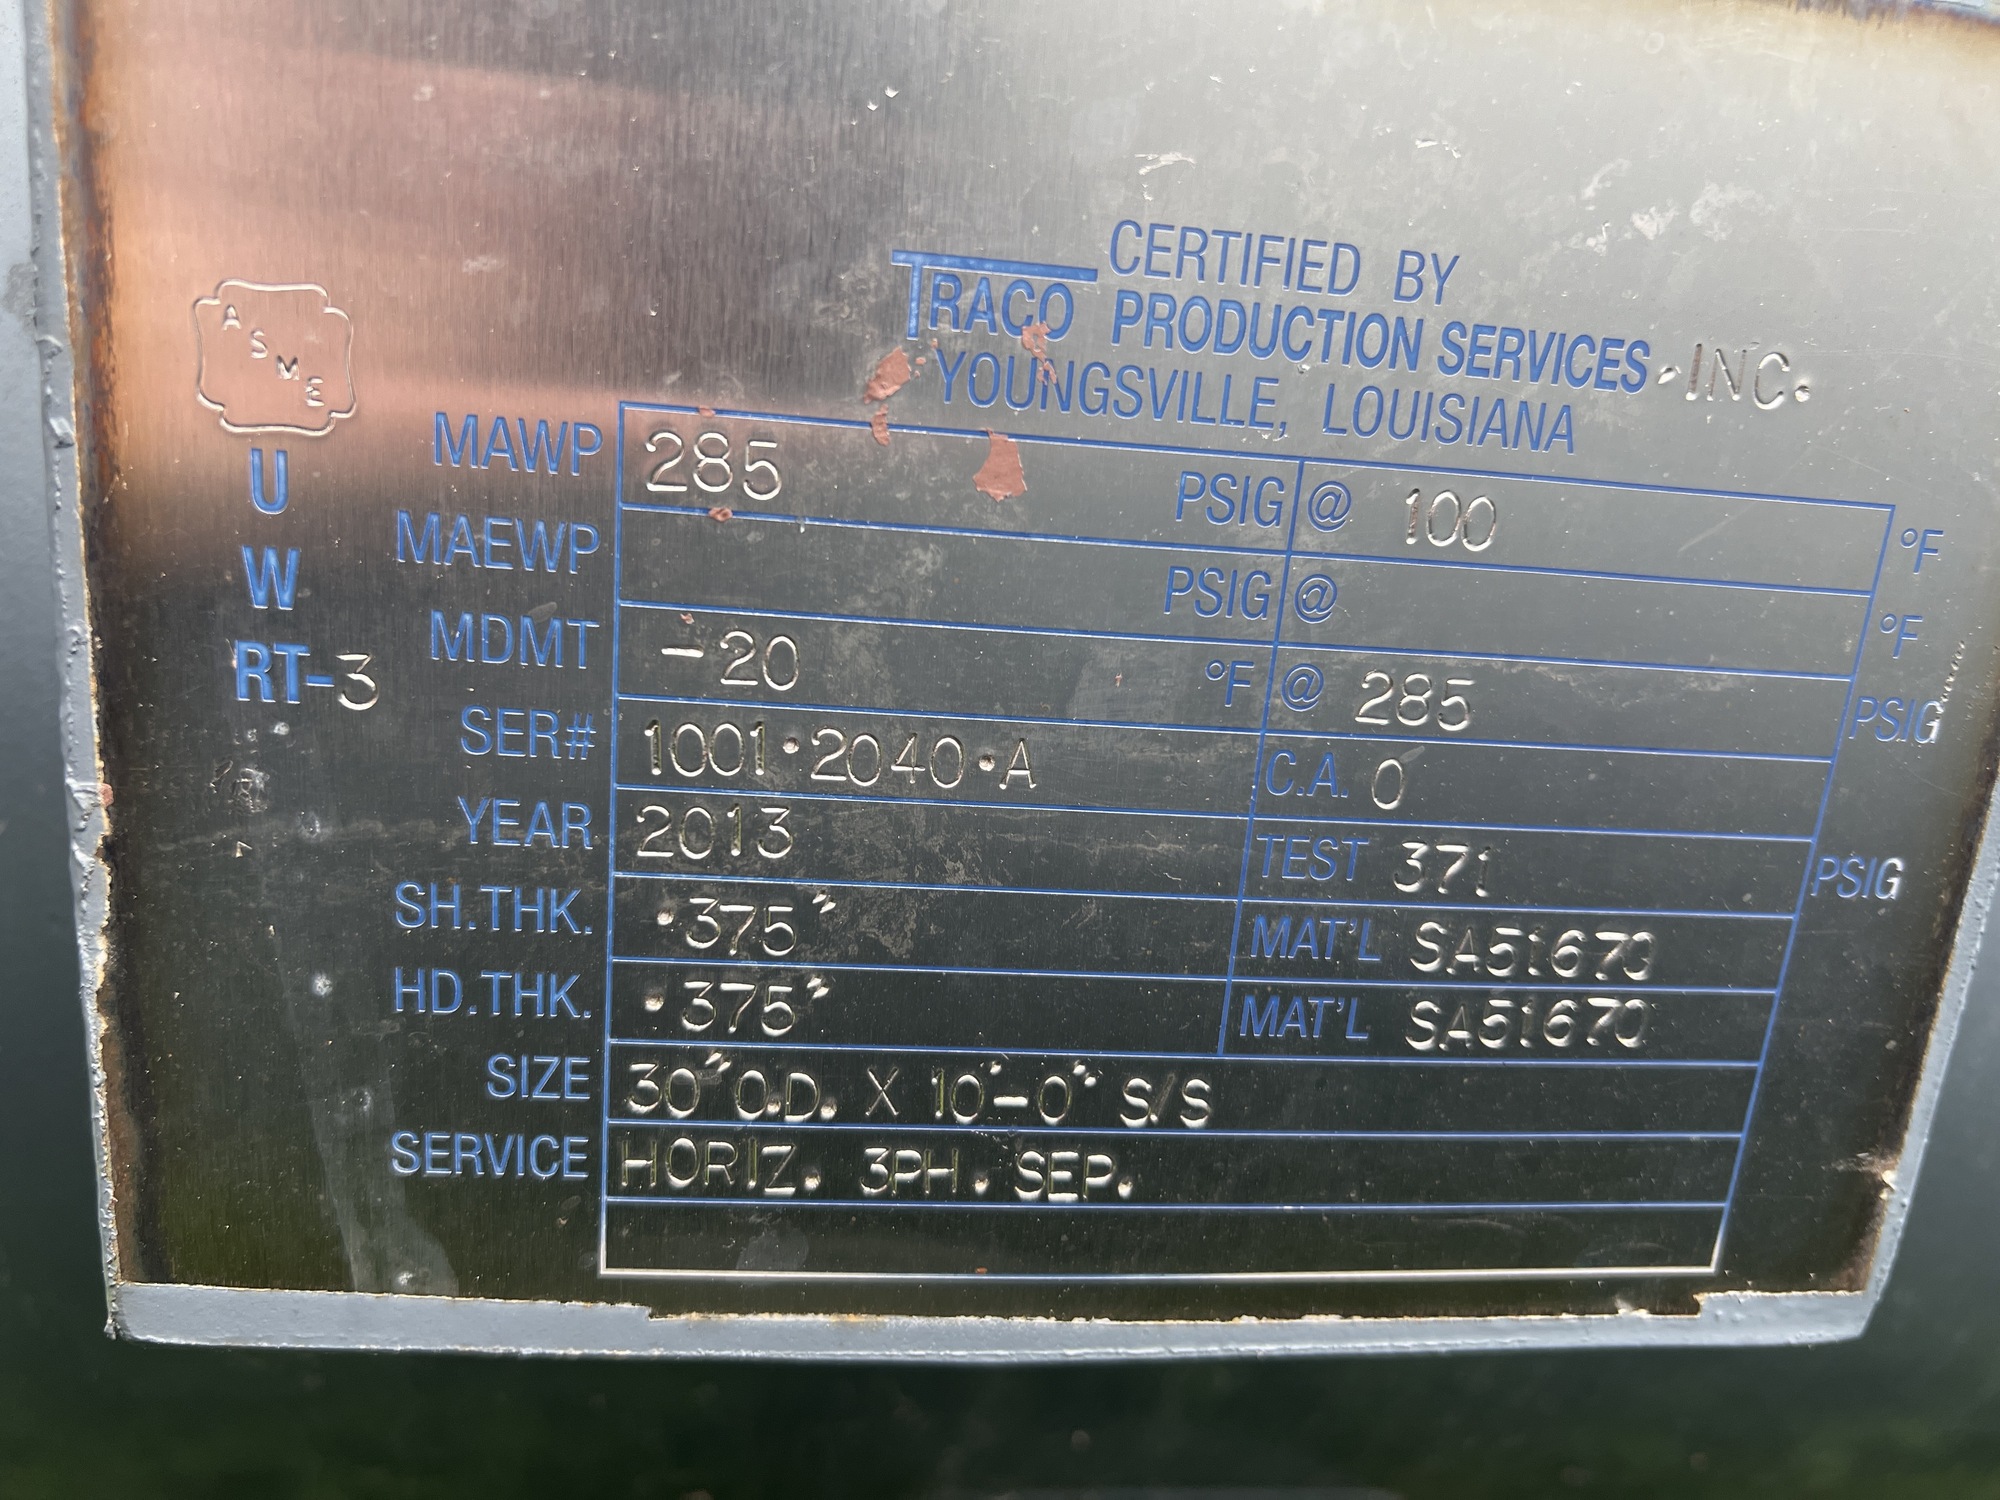 CERTIFIED BY
TRACO PRODUCTION SERVICES, INC.
YOUNGSVILLE, LOUISIANA
ASME
U
W
RT-3
MAWP 285 PSIG @ 100 °F
MAEWP PSIG @ °F
MDMT -20 °F @ 285 PSIG
SER# 1001·2040·A C.A. 0
YEAR 2013 TEST 371 PSIG
SH.THK. .375" MAT'L SA51670
HD.THK. .375" MAT'L SA51670
SIZE 30" O.D. X 10'-0" S/S
SERVICE HORIZ. 3PH. SEP.